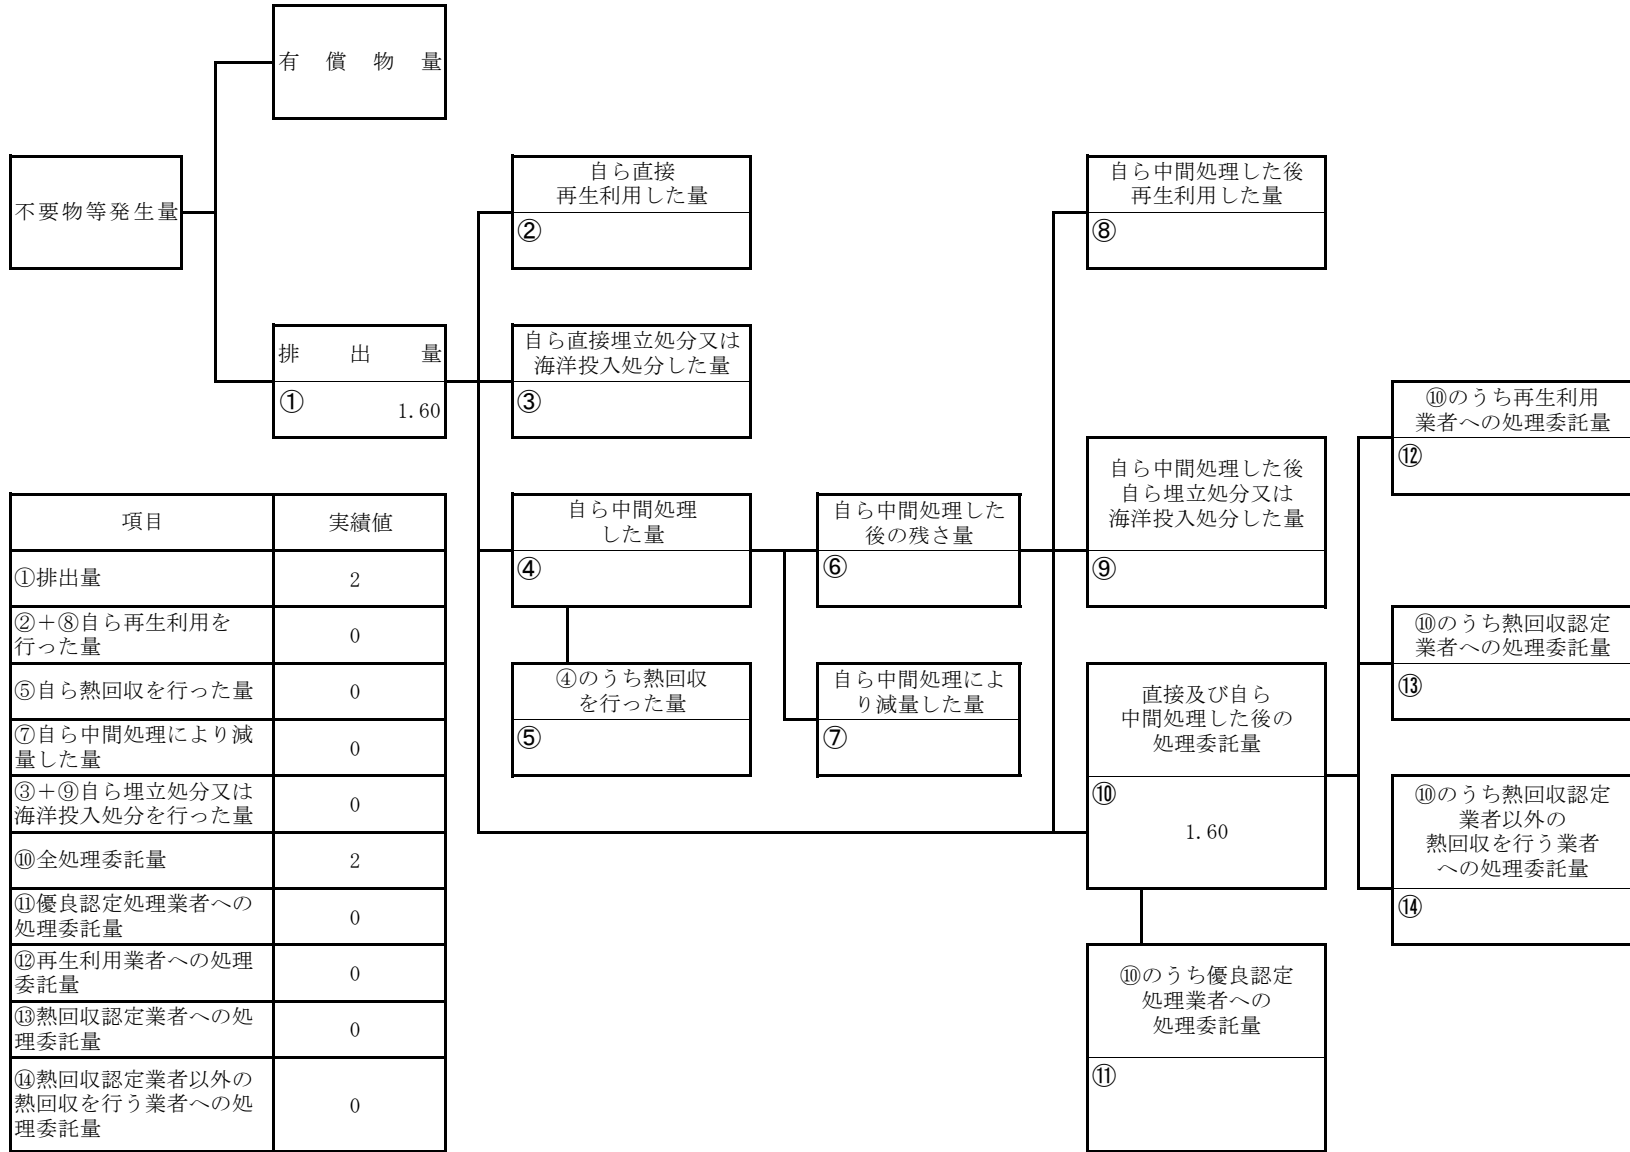 有償物量
不要物等発生量
自ら直接
再生利用した量
②
自ら中間処理した後
再生利用した量
⑧
排出量
① 1.60
自ら直接埋立処分又は
海洋投入処分した量
③
⑩のうち再生利用
業者への処理委託量
⑫
自ら中間処理した後
自ら埋立処分又は
海洋投入処分した量
⑨
自ら中間処理
した量
④
自ら中間処理した
後の残さ量
⑥
⑩のうち熱回収認定
業者への処理委託量
⑬
④のうち熱回収
を行った量
⑤
自ら中間処理によ
り減量した量
⑦
直接及び自ら
中間処理した後の
処理委託量
⑩
1.60
⑩のうち熱回収認定
業者以外の
熱回収を行う業者
への処理委託量
⑭
⑩のうち優良認定
処理業者への
処理委託量
⑪
項目 実績値
①排出量 2
②＋⑧自ら再生利用を
行った量 0
⑤自ら熱回収を行った量 0
⑦自ら中間処理により減
量した量 0
③＋⑨自ら埋立処分又は
海洋投入処分を行った量 0
⑩全処理委託量 2
⑪優良認定処理業者への
処理委託量 0
⑫再生利用業者への処理
委託量 0
⑬熱回収認定業者への処
理委託量 0
⑭熱回収認定業者以外の
熱回収を行う業者への処
理委託量 0